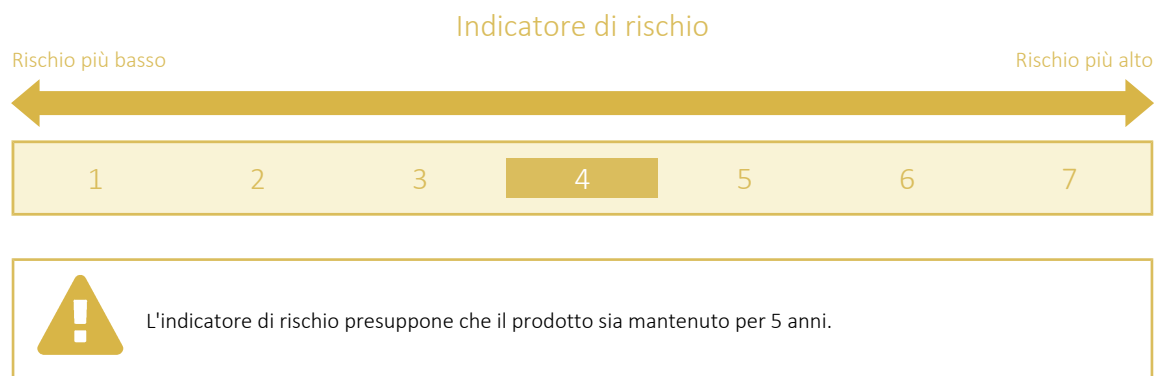 Indicatore di rischio
Rischio più basso Rischio più alto
1 2 3 4 5 6 7
L'indicatore di rischio presuppone che il prodotto sia mantenuto per 5 anni.